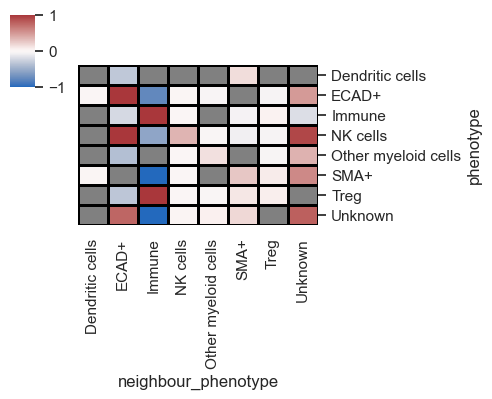 1
0
−1
Dendritic cells
ECAD+
Immune
NK cells
Other myeloid cells
SMA+
Treg
Unknown
phenotype
Dendritic cells
ECAD+
Immune
NK cells
Other myeloid cells
SMA+
Treg
Unknown
neighbour_phenotype